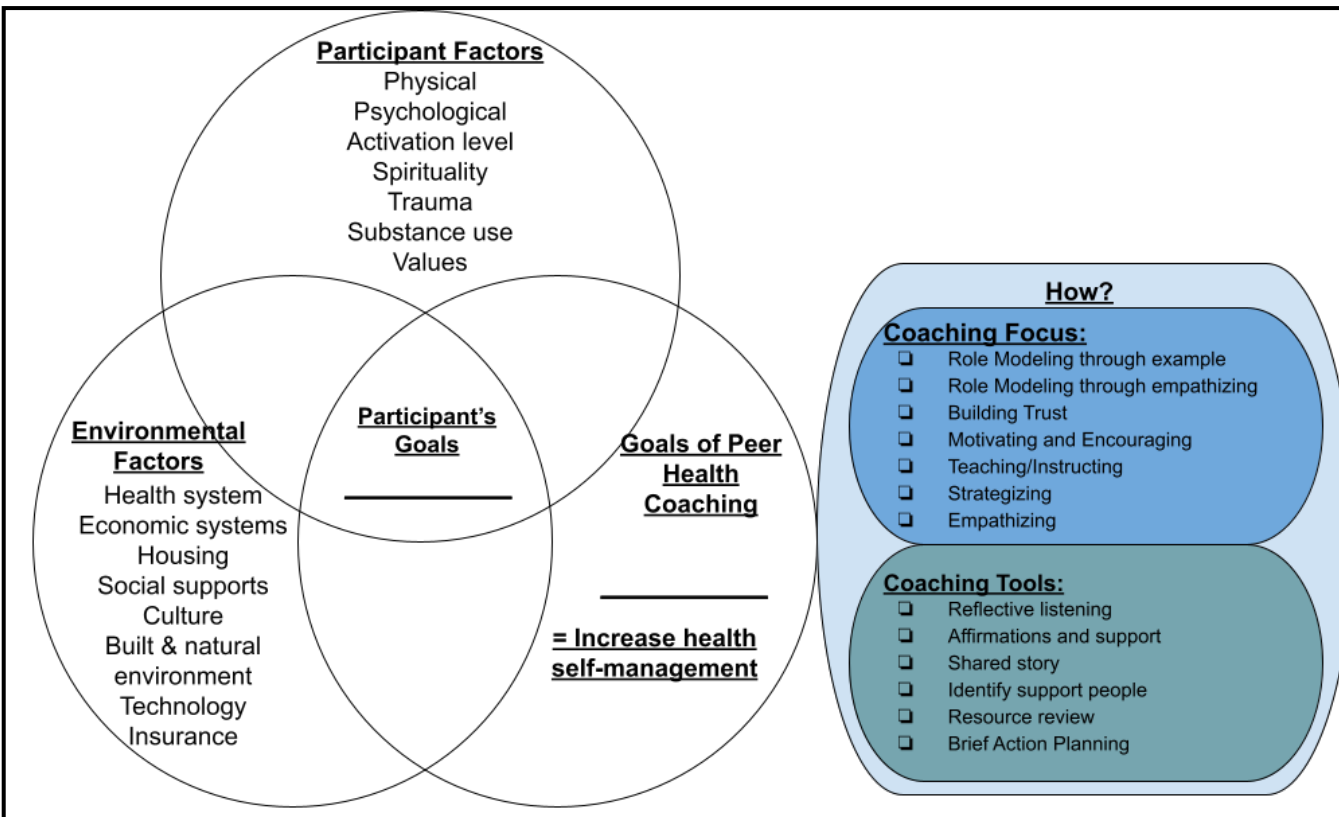 Participant Factors
Physical
Psychological
Activation level
Spirituality
Trauma
Substance use
Values
Environmental
Factors
Health system
Economic systems
Housing
Social supports
Culture
Built & natural
environment
Technology
Insurance
Participant’s
Goals
Goals of Peer
Health
Coaching
= Increase health
self-management
How?
Coaching Focus:
Role Modeling through example
Role Modeling through empathizing
Building Trust
Motivating and Encouraging
Teaching/Instructing
Strategizing
Empathizing
Coaching Tools:
Reflective listening
Affirmations and support
Shared story
Identify support people
Resource review
Brief Action Planning